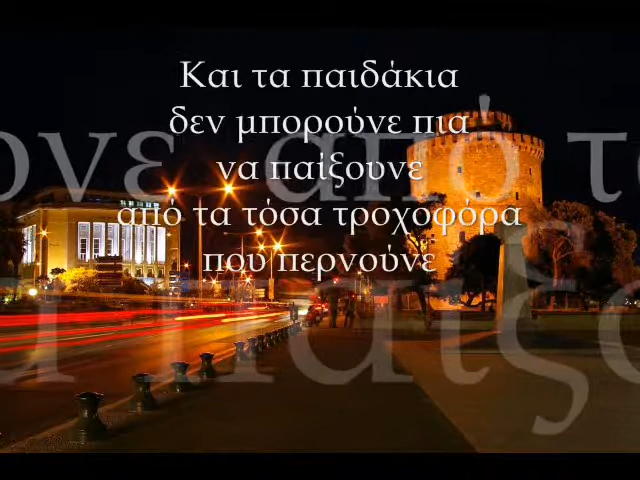 Και τα παιδάκια
δεν μπορούνε πια
να παίξουνε
από τα τόσα τροχοφόρα
που περνούνε